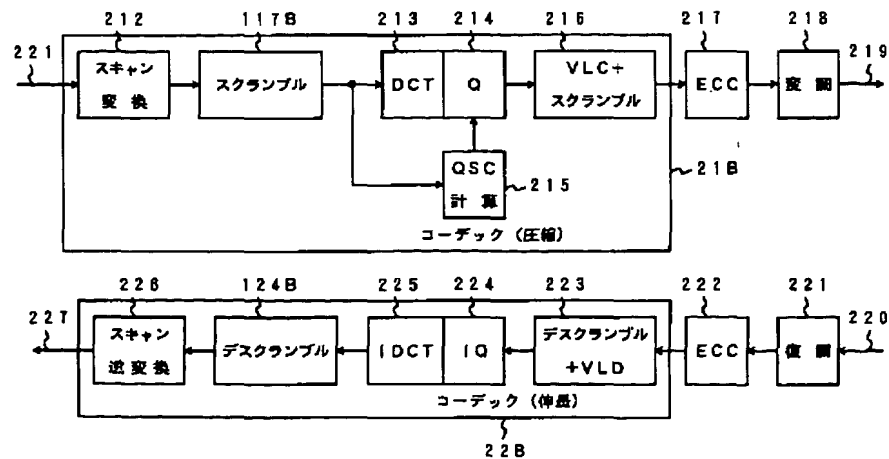 212 117B 213 214 216 217 218
221 219
スキャン
変換
スクランブル
DCT
Q
VLC+
スクランブル
ECC
変調
QSC
計算
215
21B
コーデック (圧縮)
226 124B 225 224 223 222 221
227 220
スキャン
逆変換
デスクランブル
IDCT
IQ
デスクランブル
+VLD
ECC
復調
コーデック (伸長)
22B